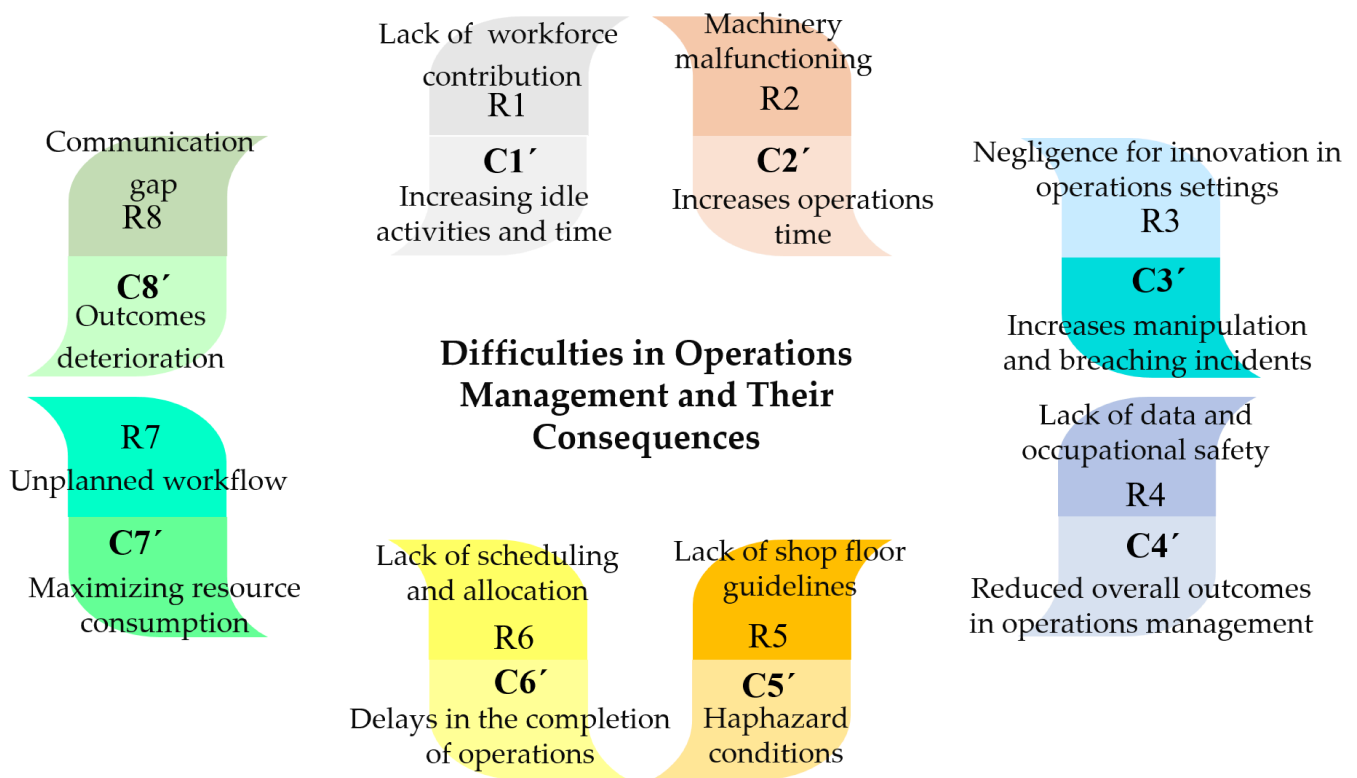 Lack of workforce
contribution
R1
C1´
Increasing idle
activities and time
Machinery
malfunctioning
R2
C2´
Increases operations
time
Negligence for innovation in
operations settings
R3
C3´
Increases manipulation
and breaching incidents
Lack of data and
occupational safety
R4
C4´
Reduced overall outcomes
in operations management
Lack of shop floor
guidelines
R5
C5´
Haphazard
conditions
Lack of scheduling
and allocation
R6
C6´
Delays in the completion
of operations
R7
Unplanned workflow
C7´
Maximizing resource
consumption
Communication
gap
R8
C8´
Outcomes
deterioration
Difficulties in Operations
Management and Their
Consequences